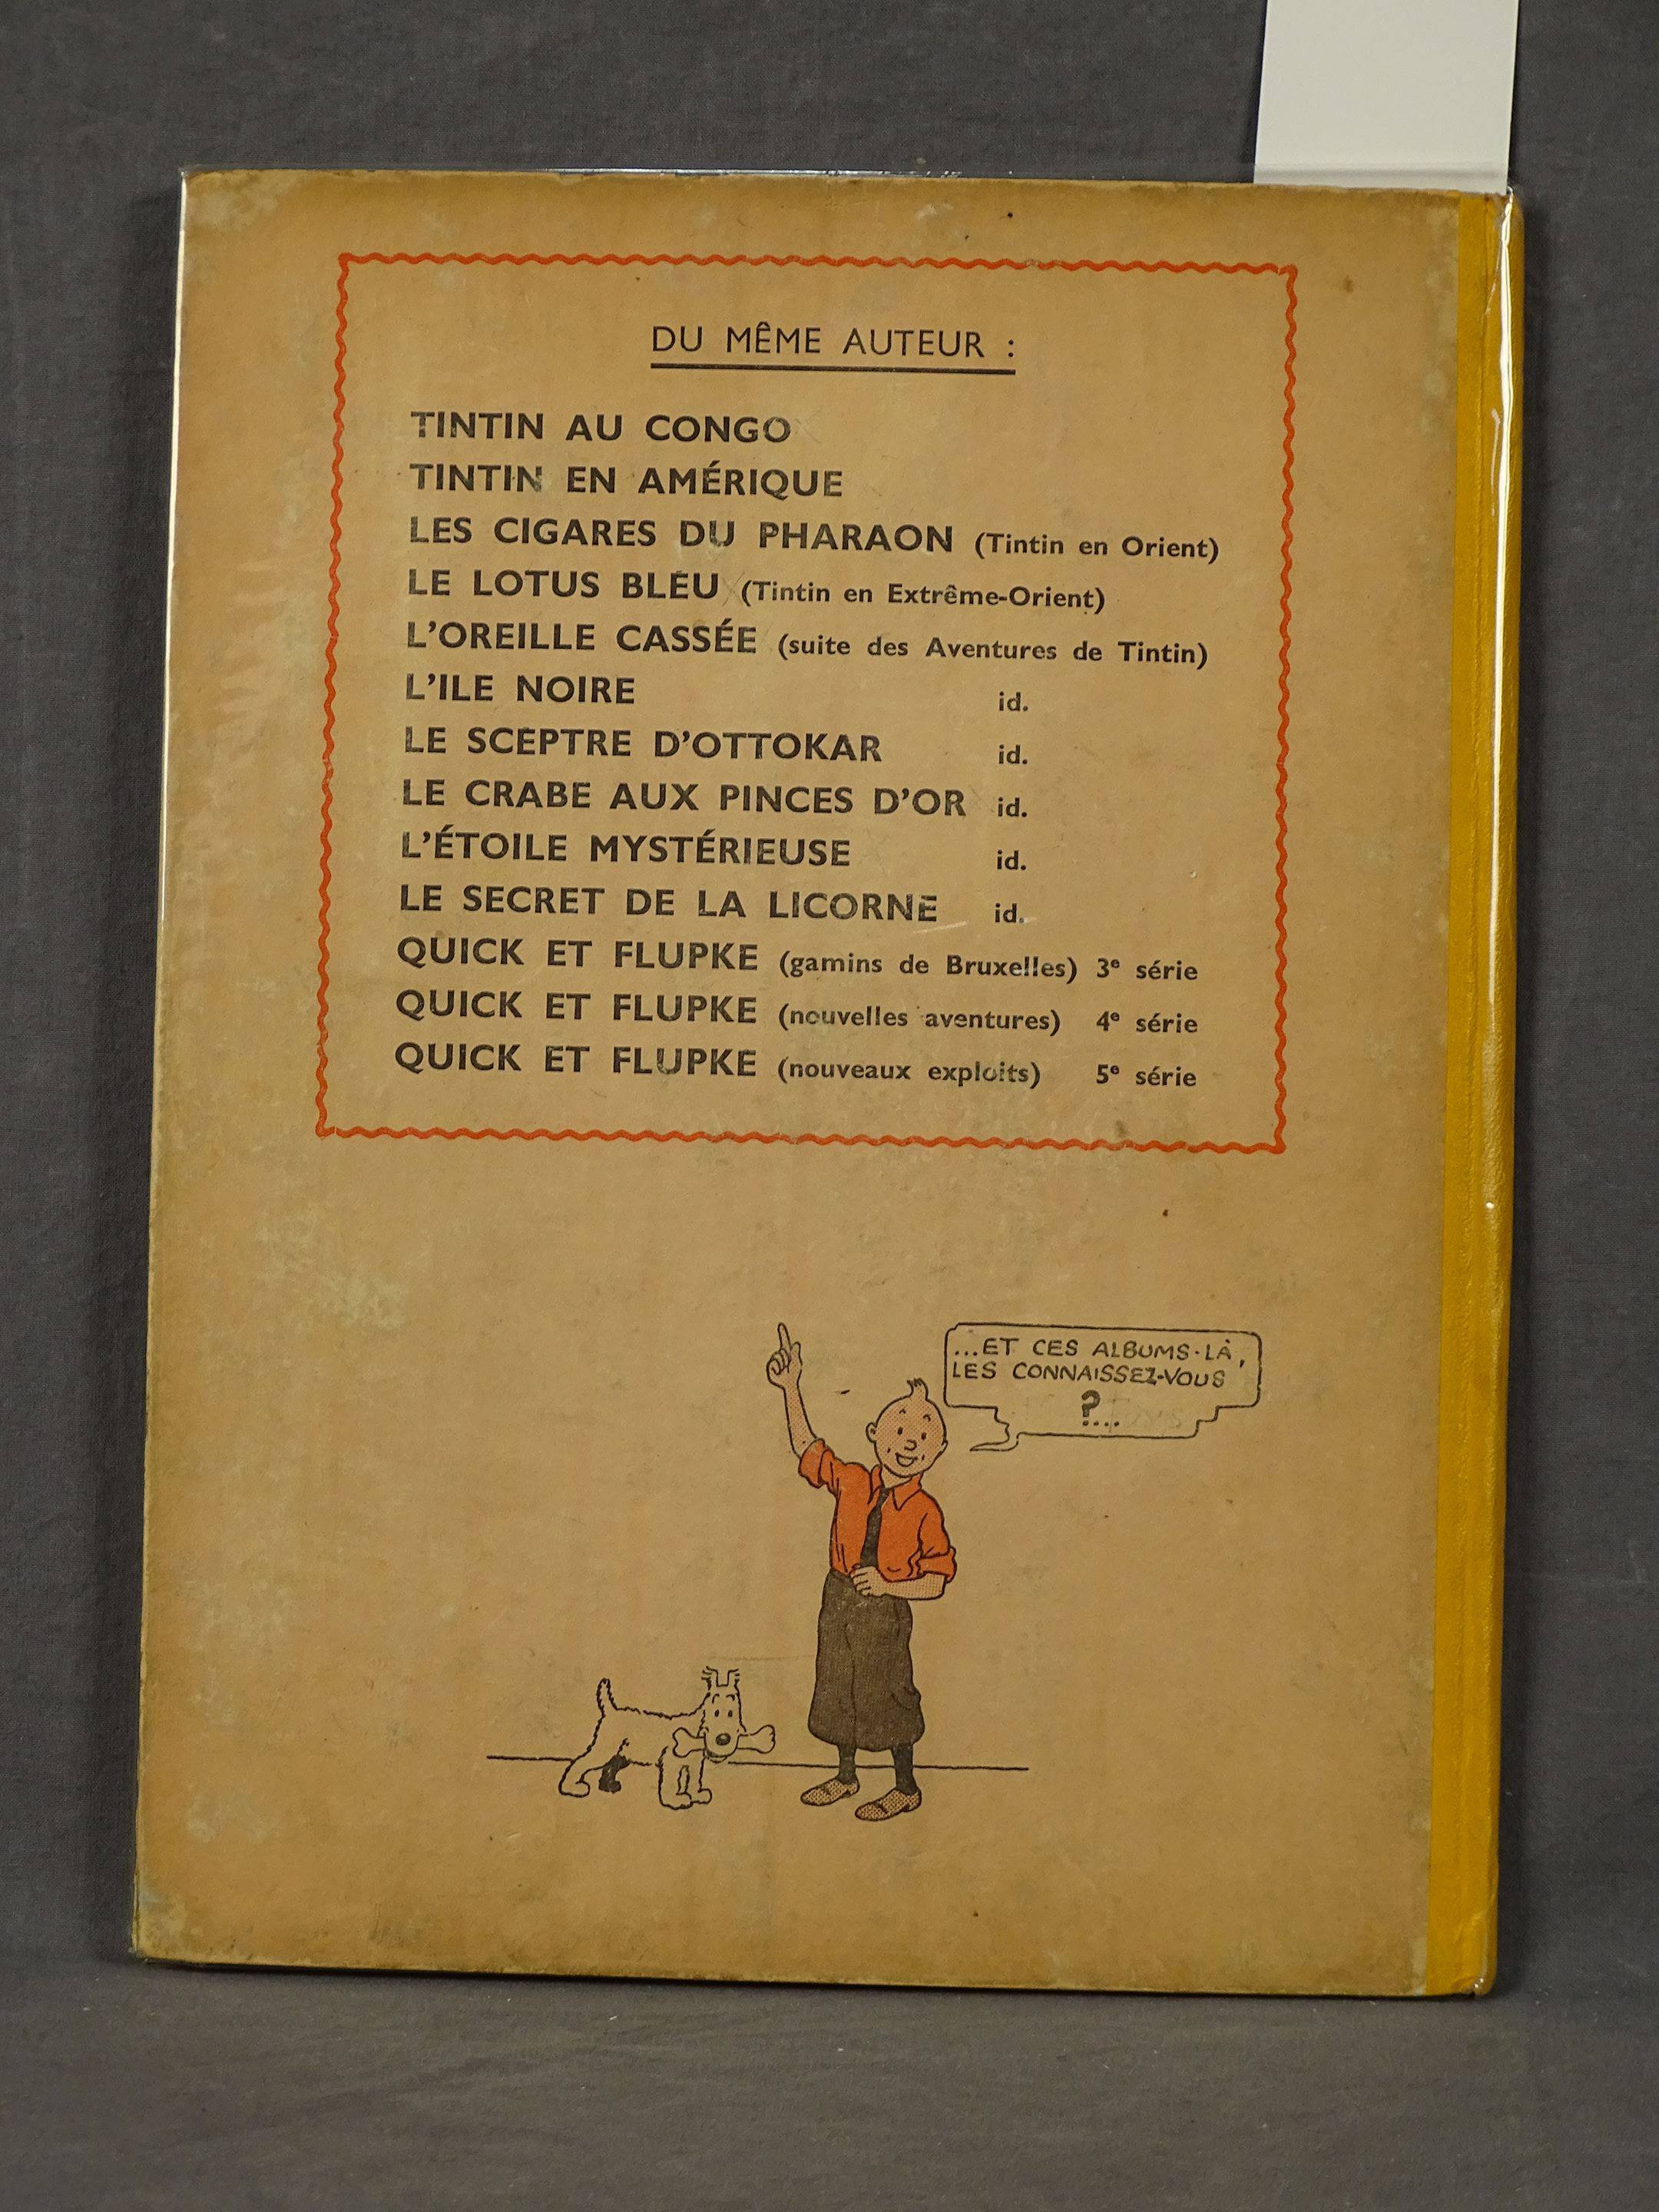 DU MÊME AUTEUR :
TINTIN AU CONGO
TINTIN EN AMÉRIQUE
LES CIGARES DU PHARAON (Tintin en Orient)
LE LOTUS BLEU (Tintin en Extrême-Orient)
L'OREILLE CASSÉE (suite des Aventures de Tintin)
L'ILE NOIRE id.
LE SCEPTRE D'OTTOKAR id.
LE CRABE AUX PINCES D'OR id.
L'ÉTOILE MYSTÉRIEUSE id.
LE SECRET DE LA LICORNE id.
QUICK ET FLUPKE (gamins de Bruxelles) 3e série
QUICK ET FLUPKE (nouvelles aventures) 4e série
QUICK ET FLUPKE (nouveaux exploits) 5e série
...ET CES ALBUMS-LÀ,
LES CONNAISSEZ-VOUS
?...